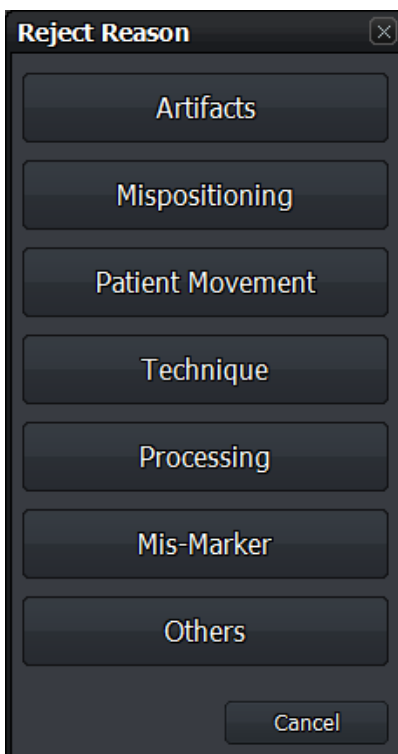 Reject Reason
Artifacts
Mispositioning
Patient Movement
Technique
Processing
Mis-Marker
Others
Cancel